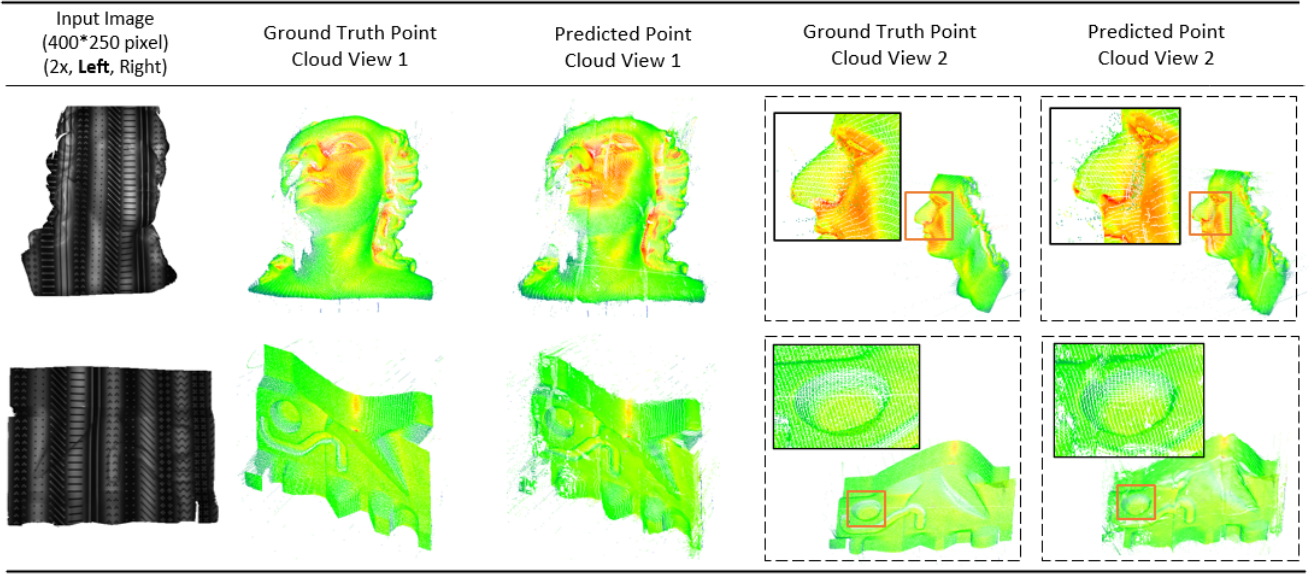 Input Image
(400*250 pixel)
(2x, Left, Right)
Ground Truth Point
Cloud View 1
Predicted Point
Cloud View 1
Ground Truth Point
Cloud View 2
Predicted Point
Cloud View 2